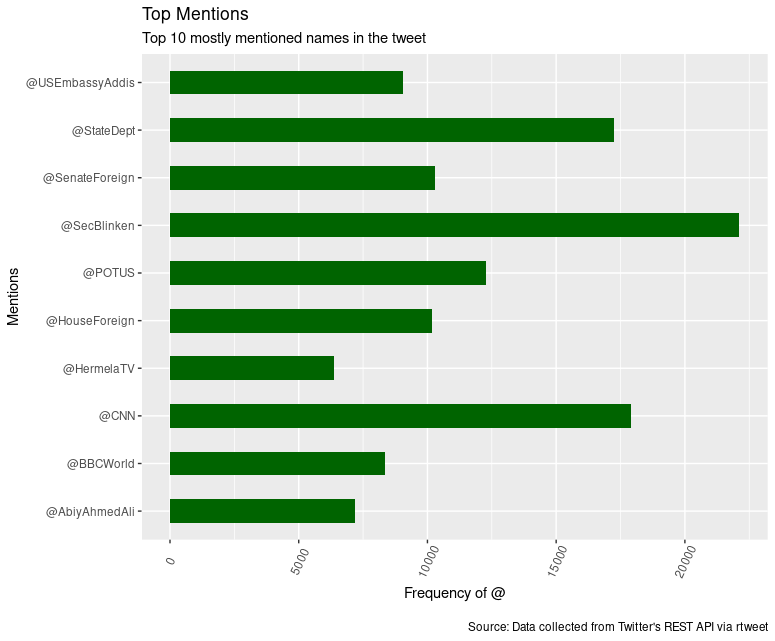 Top Mentions
Top 10 mostly mentioned names in the tweet
@USEmbassyAddis
@StateDept
@SenateForeign
@SecBlinken
@POTUS
@HouseForeign
@HermelaTV
@CNN
@BBCWorld
@AbiyAhmedAli
Mentions
0
5000
10000
15000
20000
Frequency of @
Source: Data collected from Twitter's REST API via rtweet